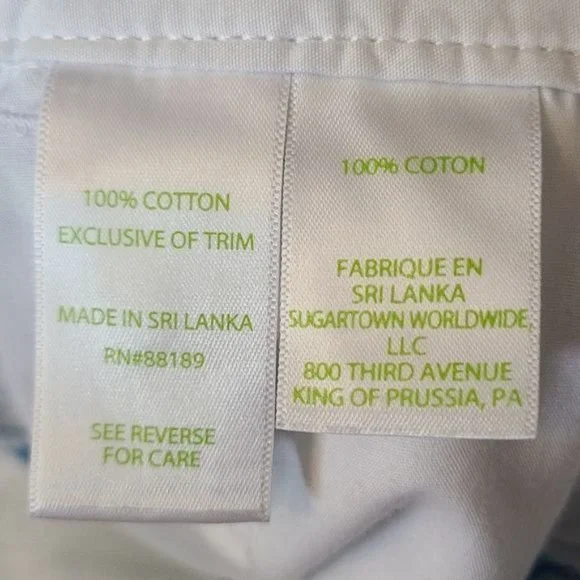 100% COTTON
EXCLUSIVE OF TRIM
MADE IN SRI LANKA
RN#88189
SEE REVERSE
FOR CARE
100% COTON
FABRIQUE EN
SRI LANKA
SUGARTOWN WORLDWIDE,
LLC
800 THIRD AVENUE
KING OF PRUSSIA, PA